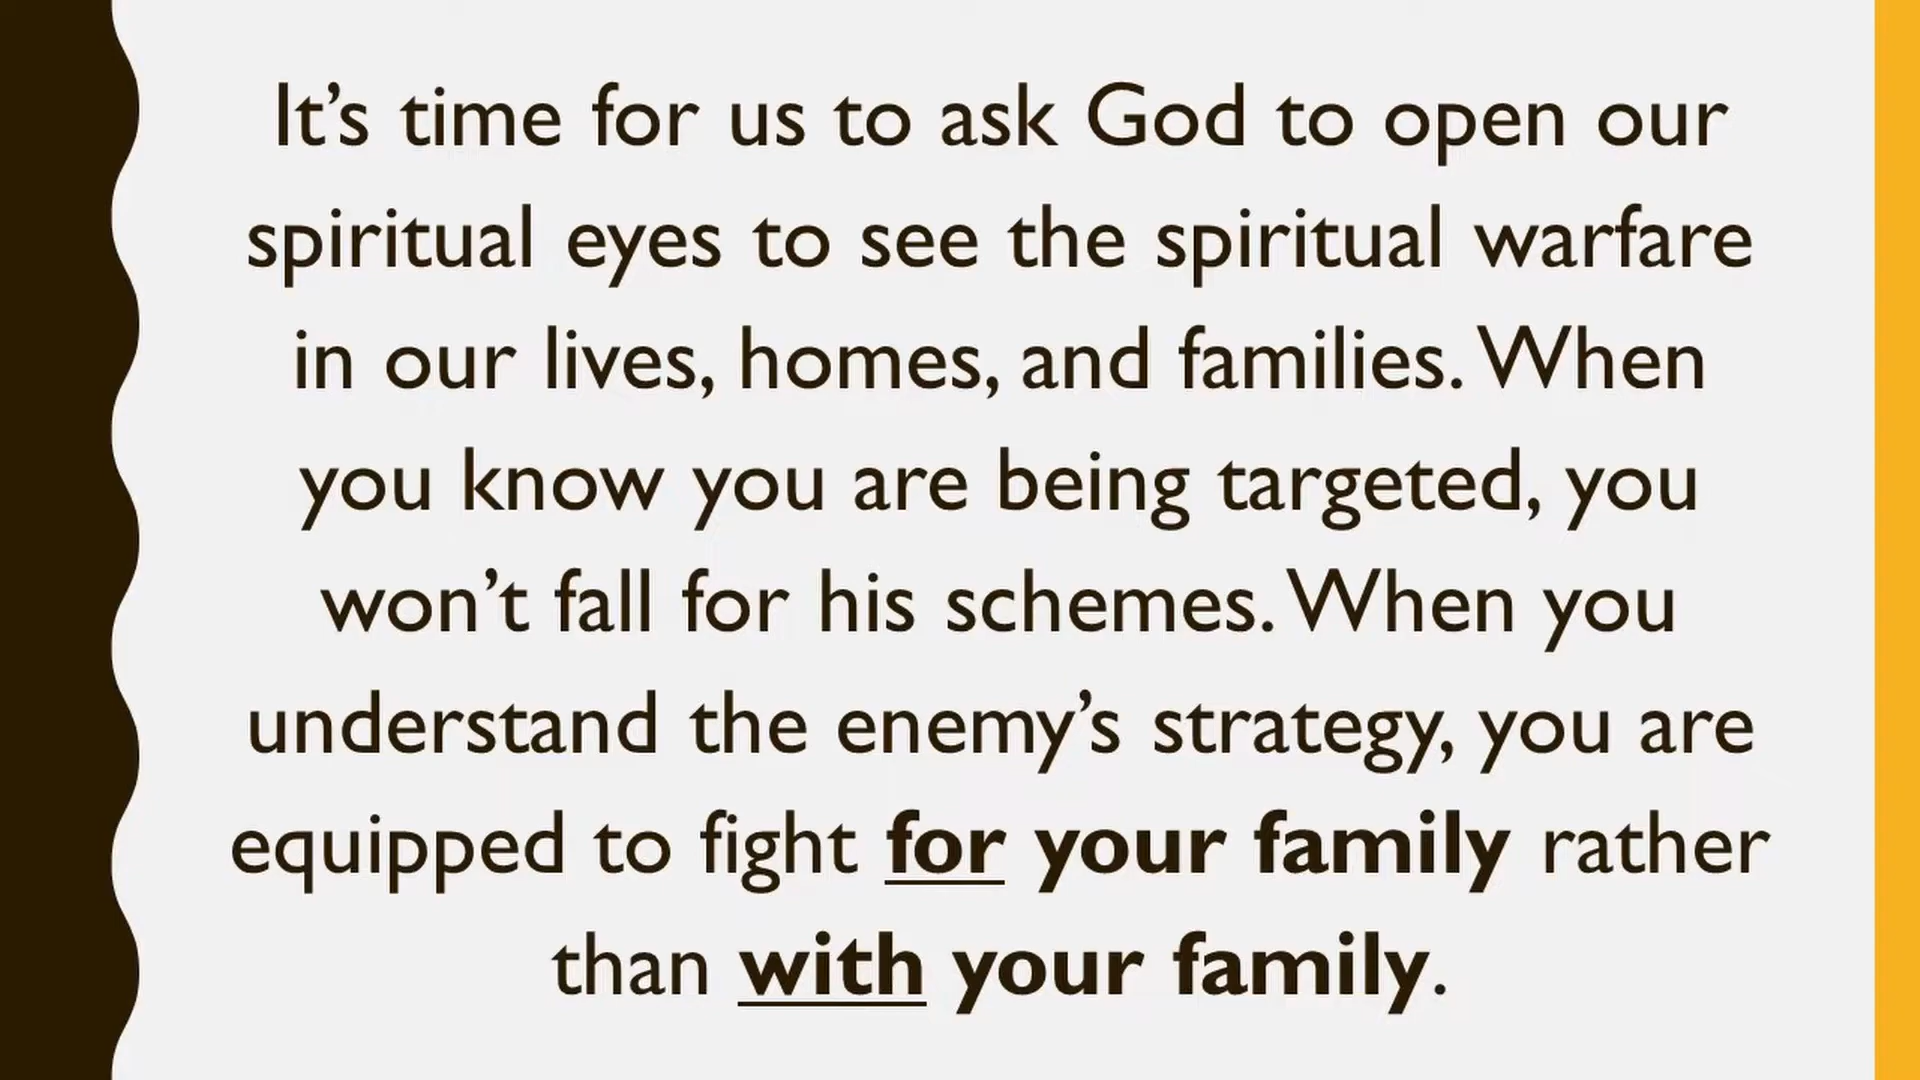 It’s time for us to ask God to open our
spiritual eyes to see the spiritual warfare
in our lives, homes, and families. When
you know you are being targeted, you
won’t fall for his schemes. When you
understand the enemy’s strategy, you are
equipped to fight for your family rather
than with your family.